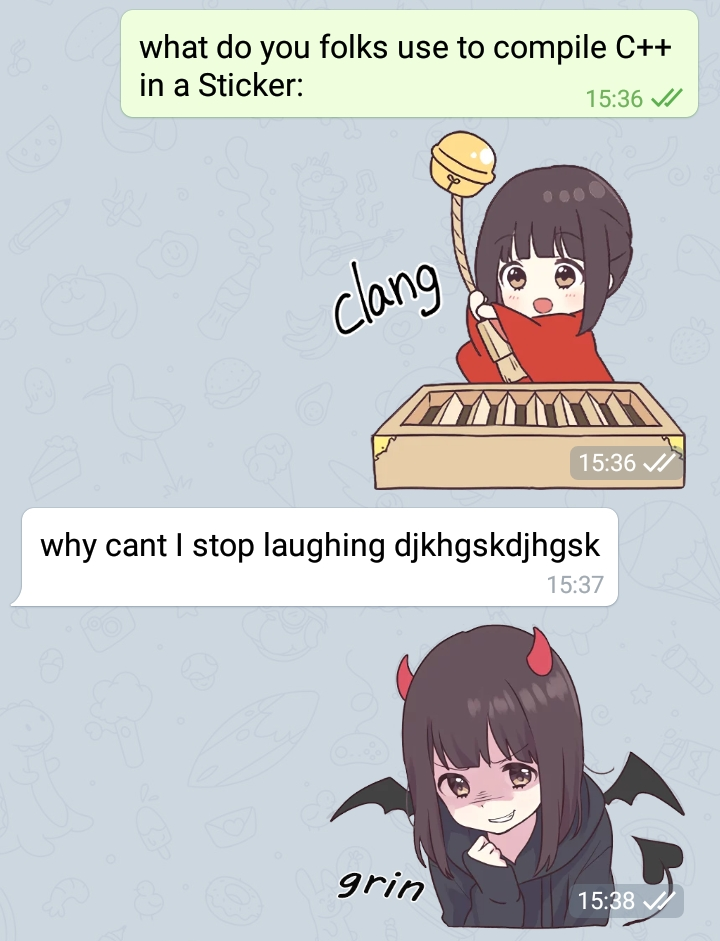 what do you folks use to compile C++
in a Sticker:
15:36
clang
15:36
why cant I stop laughing djkhgskdjhgsk
15:37
grin
15:38